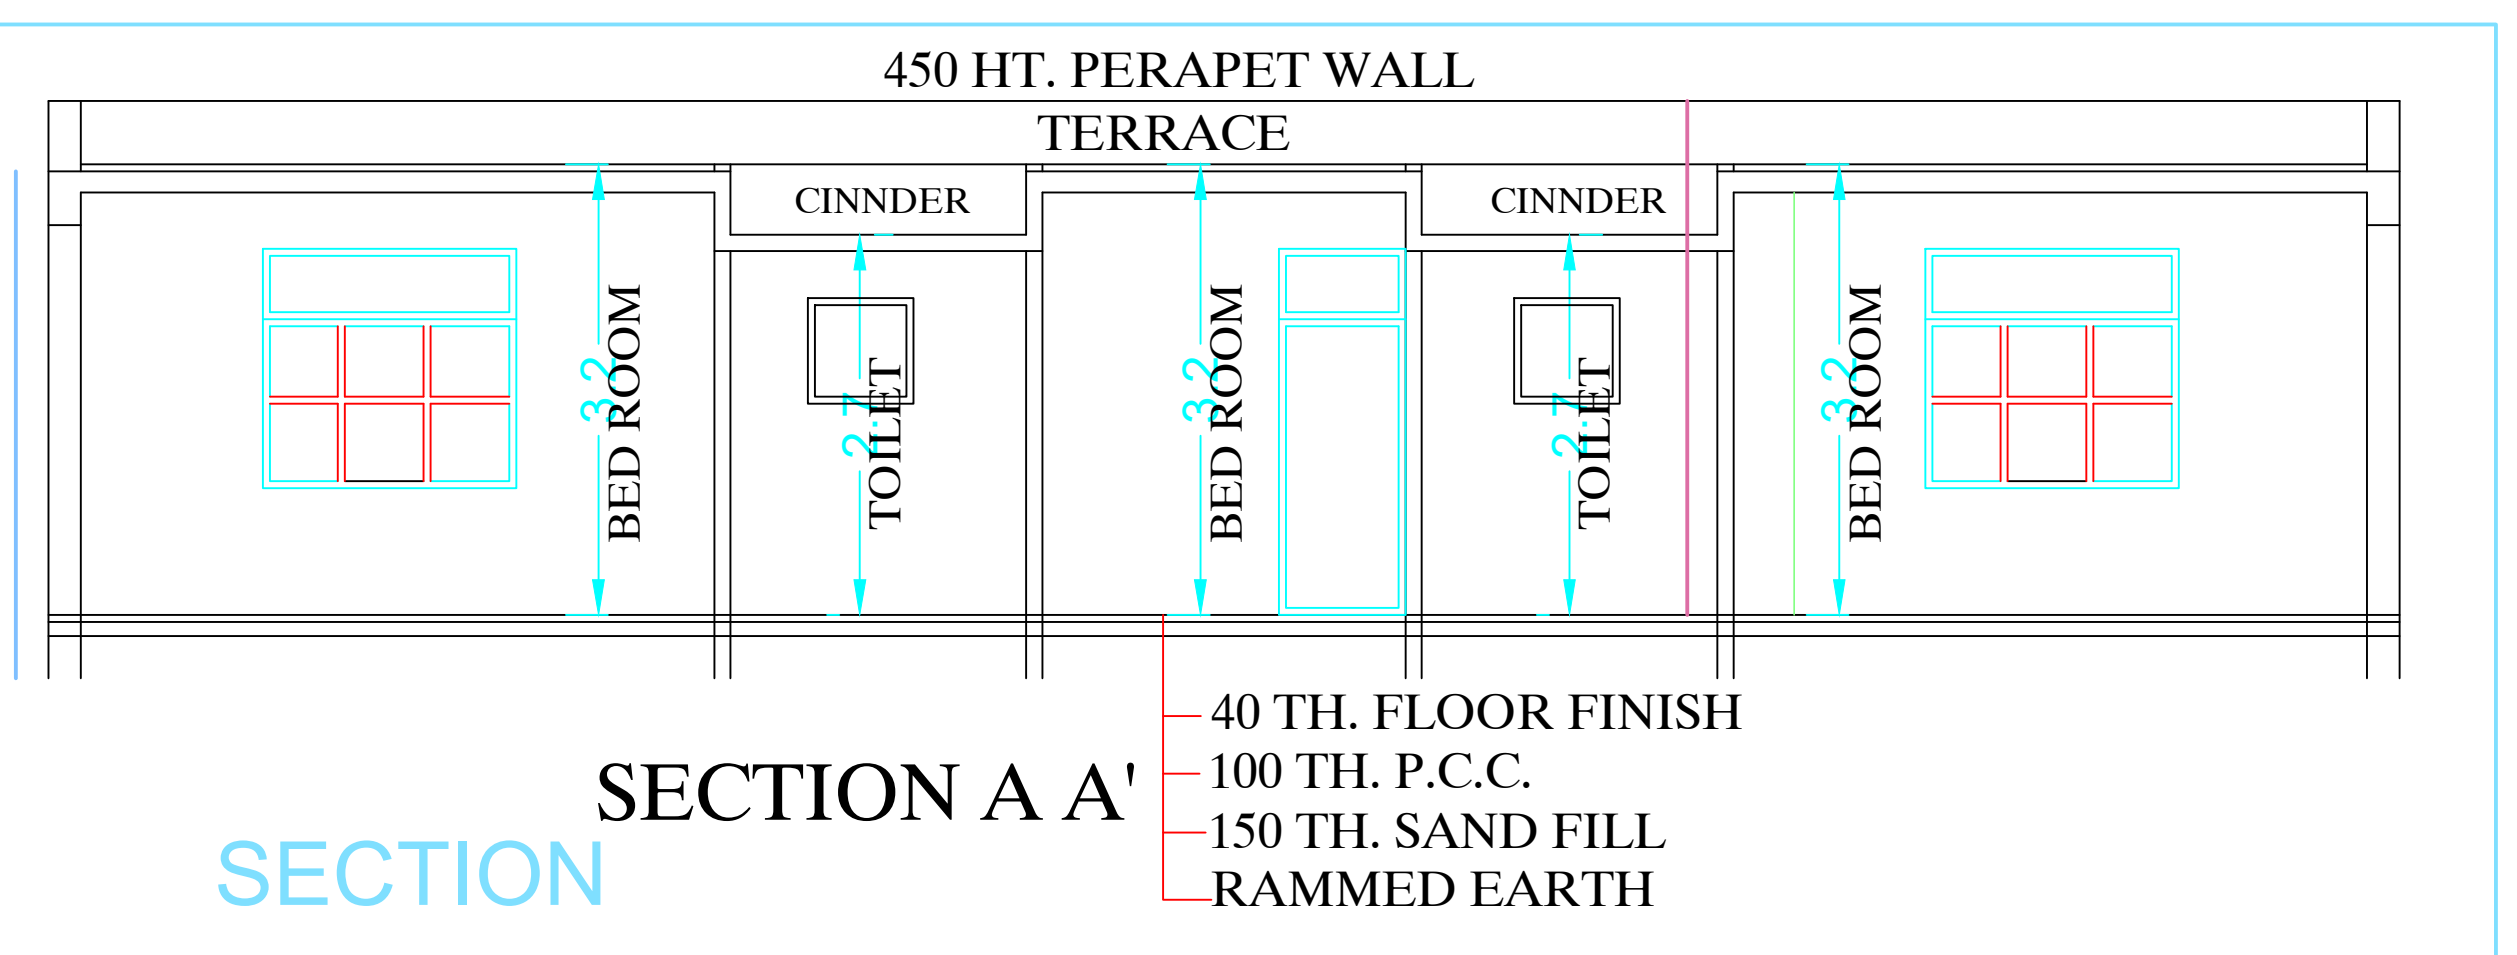 450 HT. PERAPET WALL
TERRACE
CINNDER
CINNDER
3.2
BED ROOM
2.7
TOILET
3.2
BED ROOM
2.7
TOILET
3.2
BED ROOM
40 TH. FLOOR FINISH
100 TH. P.C.C.
150 TH. SAND FILL
RAMMED EARTH
SECTION A A'
SECTION